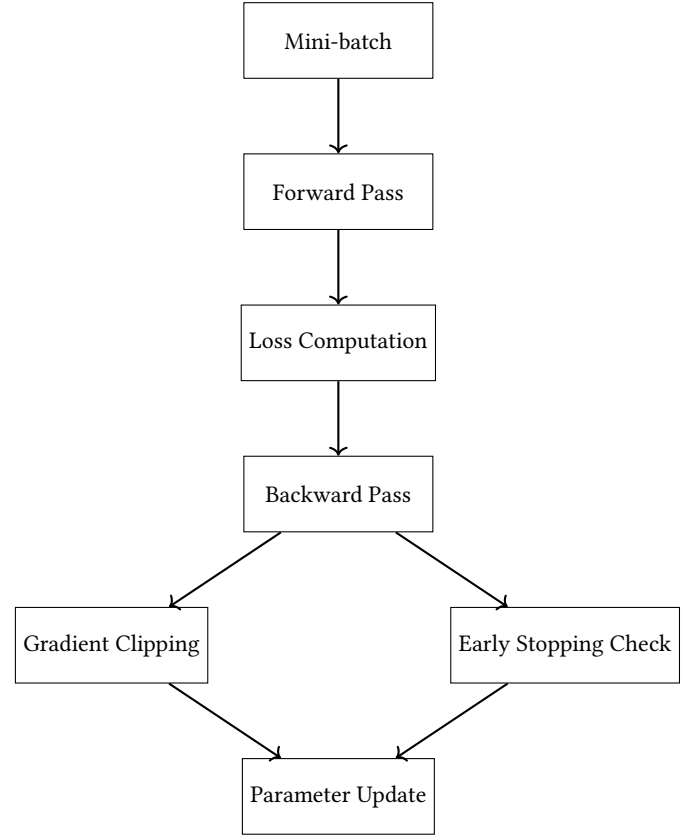 Mini-batch
Forward Pass
Loss Computation
Backward Pass
Gradient Clipping
Early Stopping Check
Parameter Update